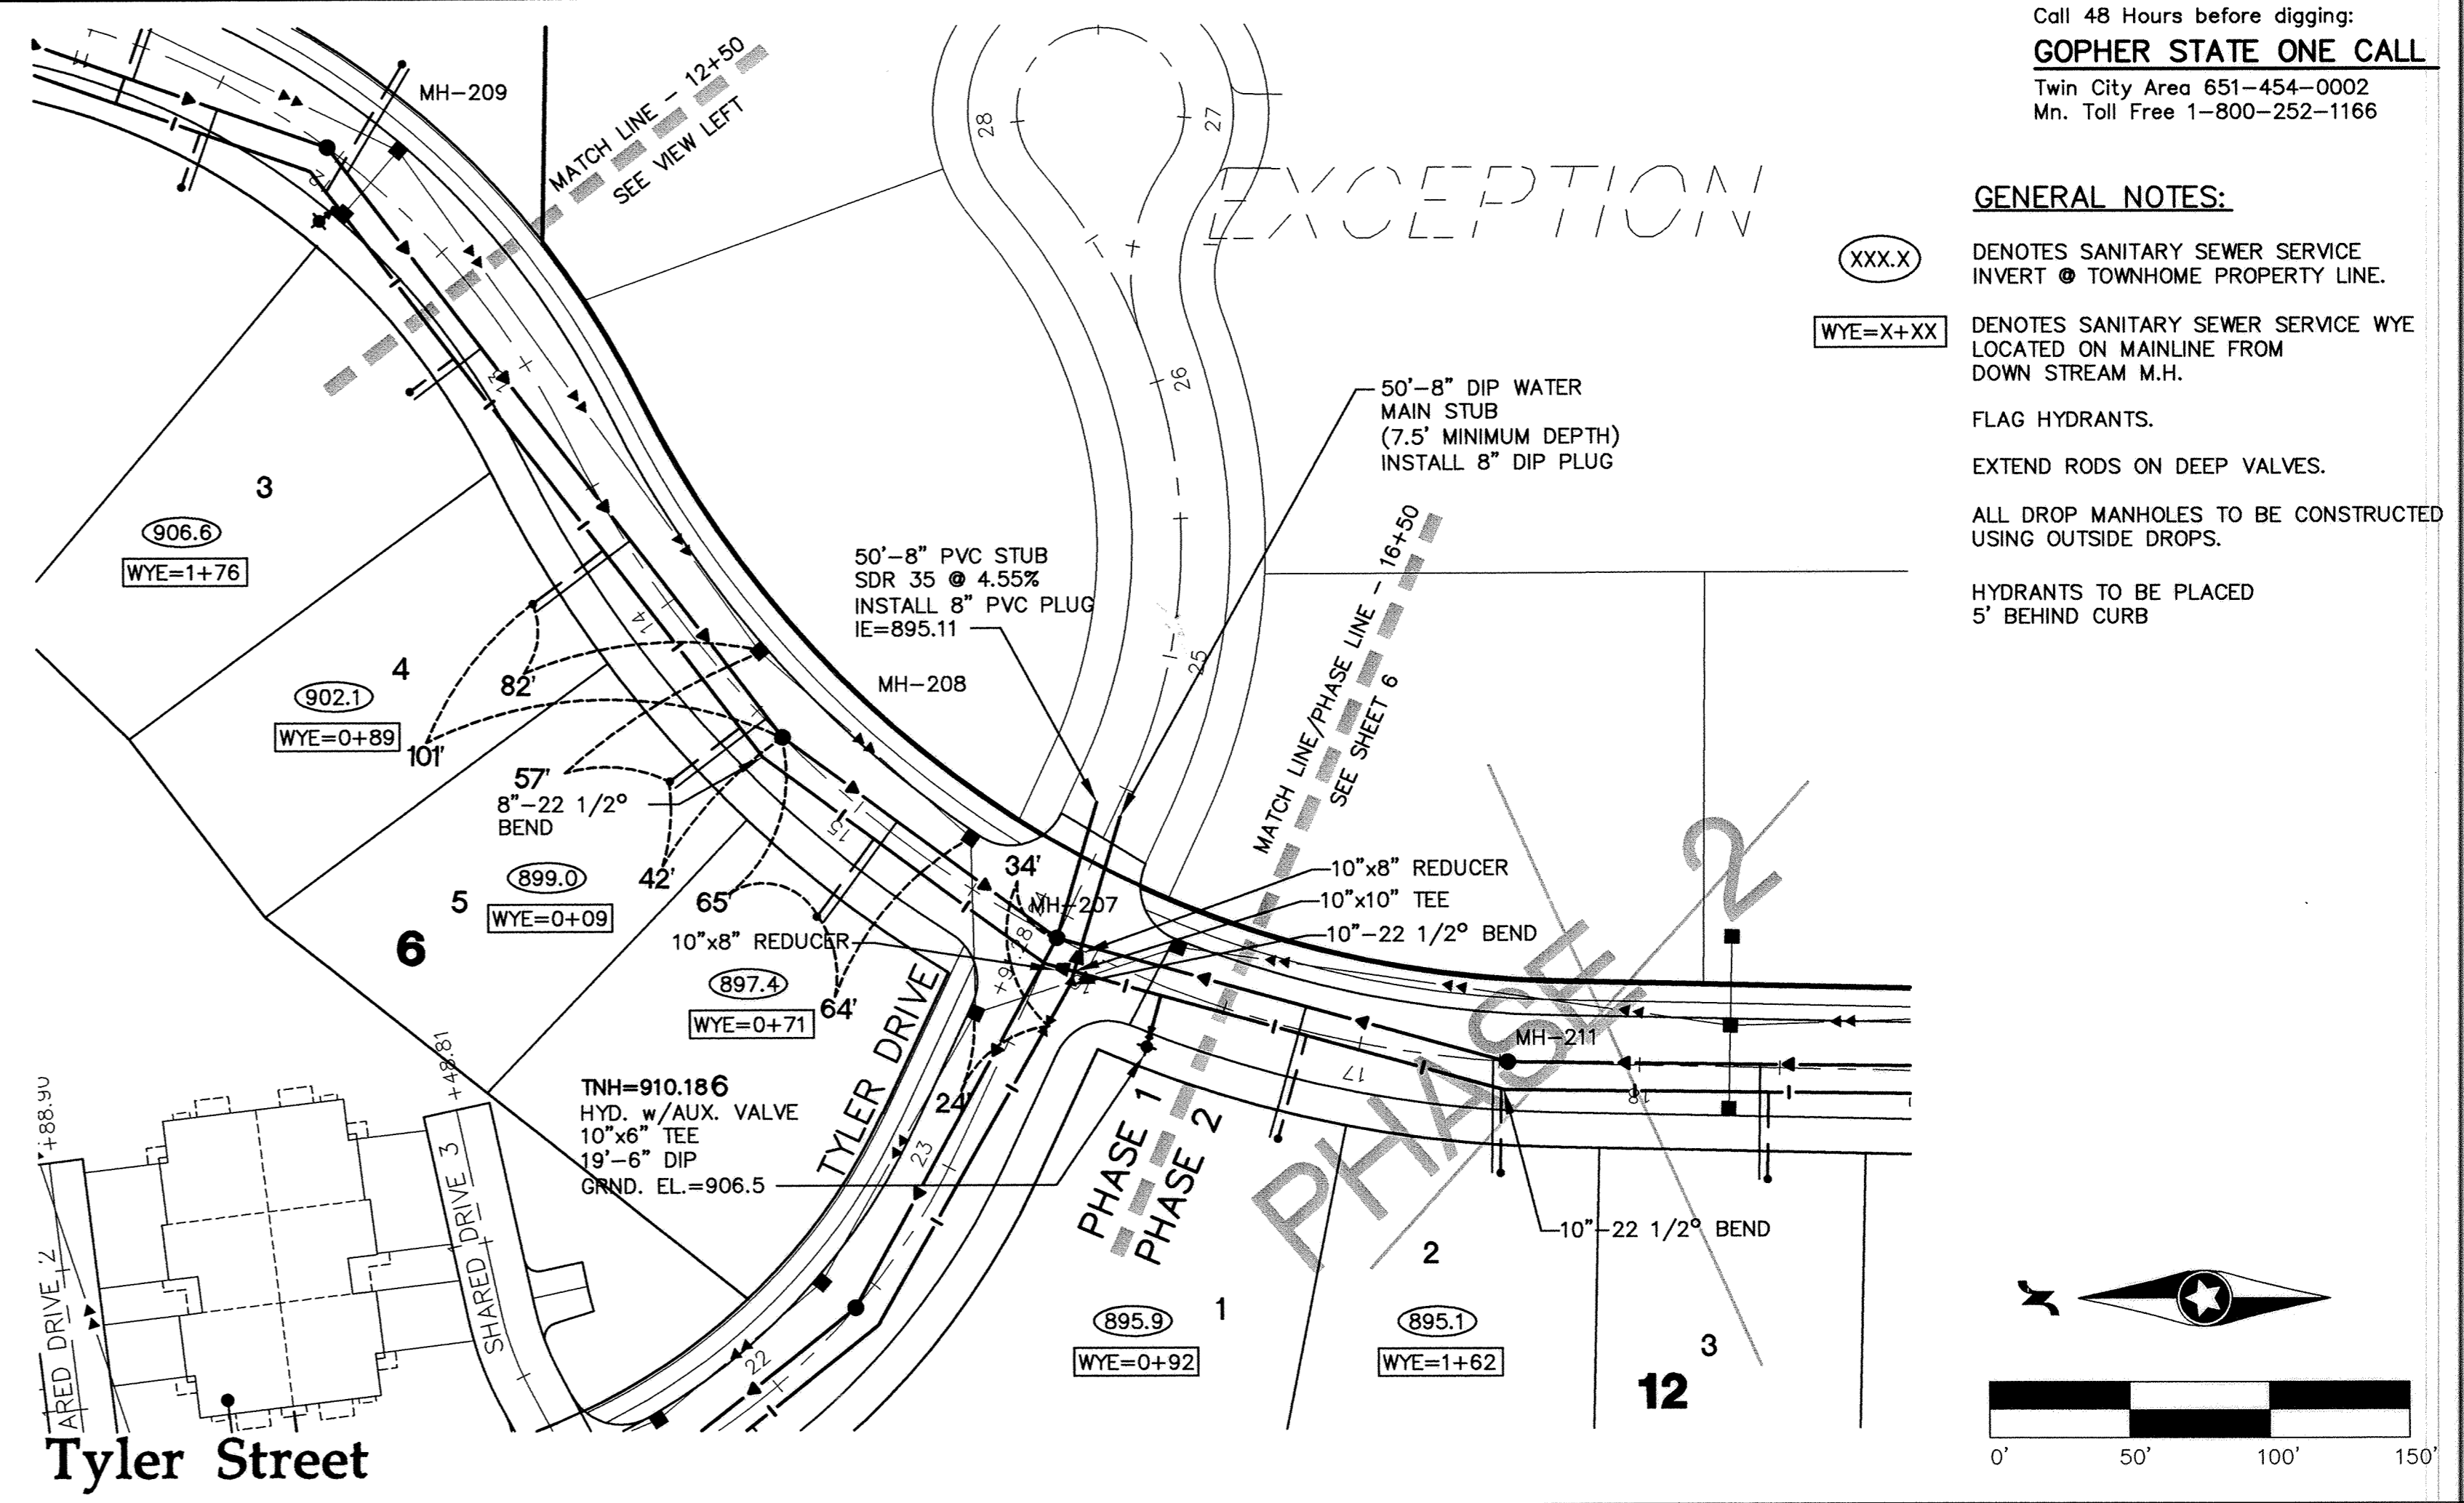 Call 48 Hours before digging:
GOPHER STATE ONE CALL
Twin City Area 651-454-0002
Mn. Toll Free 1-800-252-1166
GENERAL NOTES:
XXX.X
DENOTES SANITARY SEWER SERVICE
INVERT @ TOWNHOME PROPERTY LINE.
WYE=X+XX
DENOTES SANITARY SEWER SERVICE WYE
LOCATED ON MAINLINE FROM
DOWN STREAM M.H.
FLAG HYDRANTS.
EXTEND RODS ON DEEP VALVES.
ALL DROP MANHOLES TO BE CONSTRUCTED
USING OUTSIDE DROPS.
HYDRANTS TO BE PLACED
5' BEHIND CURB
MH-209
MATCH LINE - 12+50
SEE VIEW LEFT
28
27
EXCEPTION
12
13
26
50'-8" DIP WATER
MAIN STUB
(7.5' MINIMUM DEPTH)
INSTALL 8" DIP PLUG
3
906.6
WYE=1+76
50'-8" PVC STUB
SDR 35 @ 4.55%
INSTALL 8" PVC PLUG
IE=895.11
MATCH LINE/PHASE LINE - 16+50
SEE SHEET 6
14
25
4
902.1
WYE=0+89
82'
MH-208
101'
57'
8"-22 1/2°
BEND
15
42'
5
899.0
WYE=0+09
65'
34'
MH-207
10"x8" REDUCER
10"x10" TEE
10"-22 1/2° BEND
6
10"x8" REDUCER
897.4
WYE=0+71
64'
TYLER DRIVE
16
17
MH-211
18
PHASE 2
TNH=910.186
HYD. w/AUX. VALVE
10"x6" TEE
19'-6" DIP
GRND. EL.=906.5
24'
23
22
PHASE 1
PHASE 2
10"-22 1/2° BEND
+88.90
+48.81
ARED DRIVE 2
SHARED DRIVE 3
895.9
WYE=0+92
1
2
895.1
WYE=1+62
3
12
Tyler Street
0' 50' 100' 150'